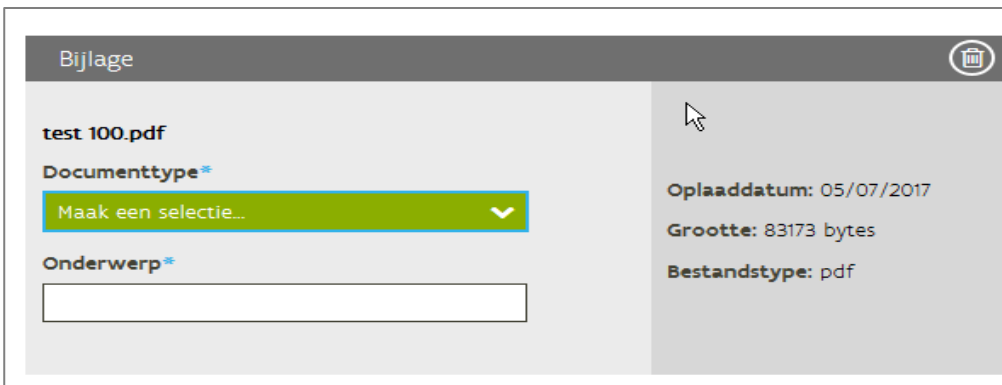 Bijlage
test 100.pdf
Documenttype*
Maak een selectie...
Onderwerp*
Oplaaddatum: 05/07/2017
Grootte: 83173 bytes
Bestandstype: pdf